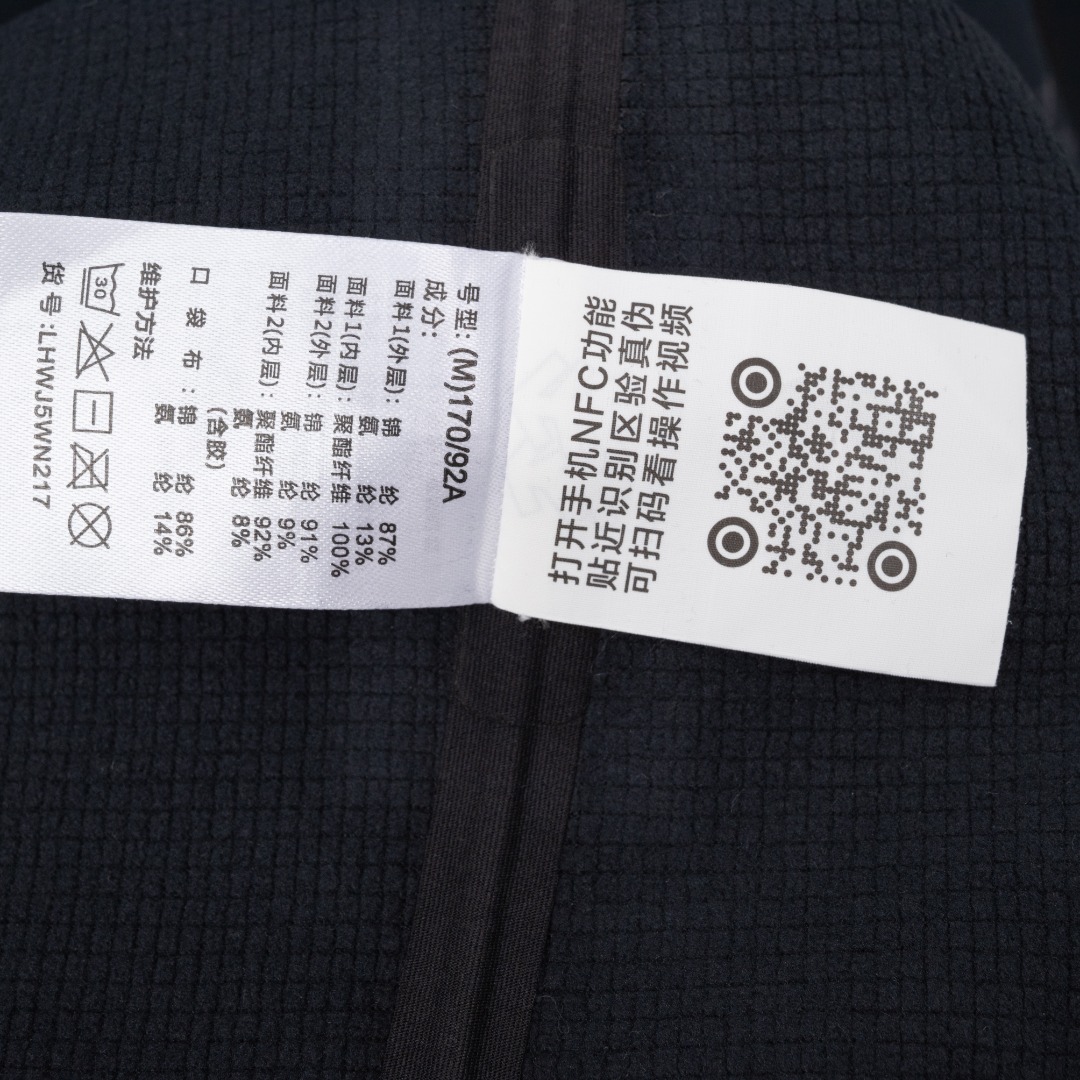 号型: (M)170/92A
成分:
面料1(外层): 锦纶 87%
氨纶 13%
面料1(内层): 聚酯纤维 100%
面料2(外层): 锦纶 91%
氨纶 9%
面料2(内层): 聚酯纤维 92%
氨纶 8%
(含胶)
口袋布: 锦纶 86%
氨纶 14%
维护方法
30
货号:LHWJ5WN217
打开手机NFC功能
贴近识别区验真伪
可扫码看操作视频